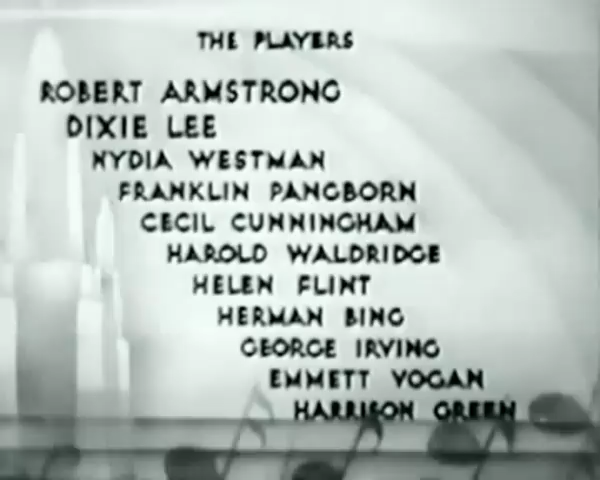 THE PLAYERS
ROBERT ARMSTRONG
DIXIE LEE
NYDIA WESTMAN
FRANKLIN PANGBORN
CECIL CUNNINGHAM
HAROLD WALDRIDGE
HELEN FLINT
HERMAN BING
GEORGE IRVING
EMMETT VOGAN
HARRISON GREEN